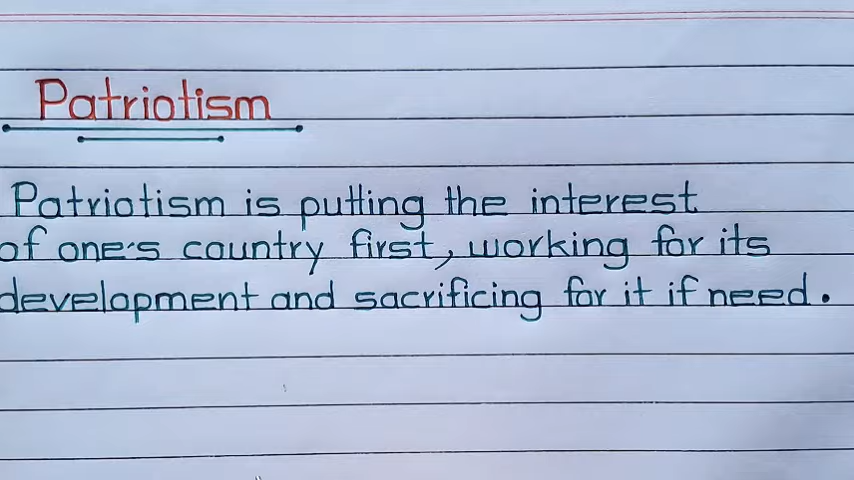 Patriotism
Patriotism is putting the interest
of one's country first, working for its
development and sacrificing for it if need.